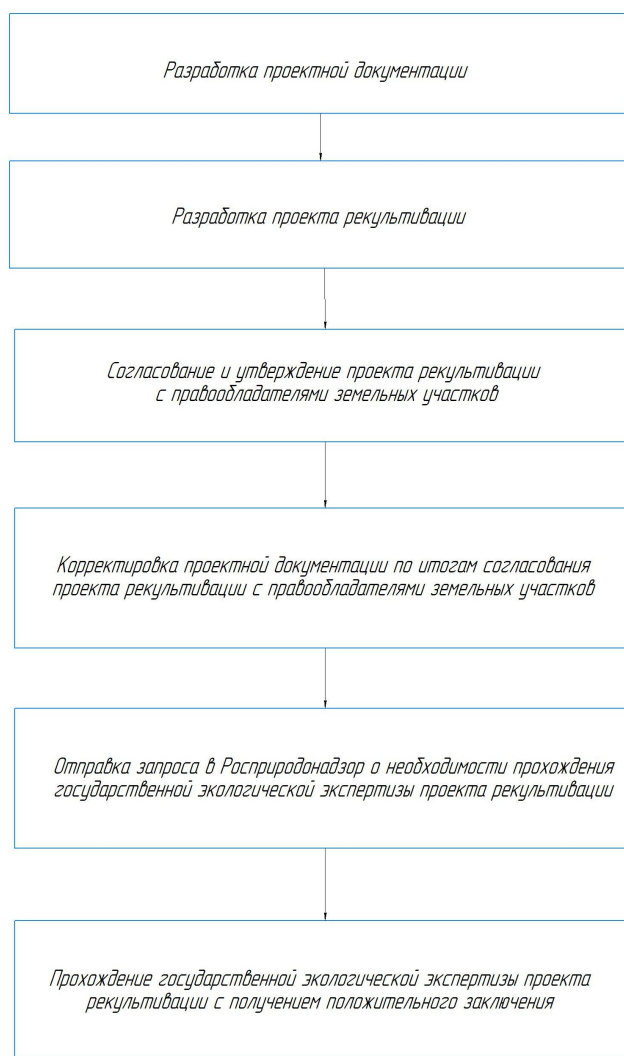 Разработка проектной документации
Разработка проекта рекультивации
Согласование и утверждение проекта рекультивации
с правообладателями земельных участков
Корректировка проектной документации по итогам согласования
проекта рекультивации с правообладателями земельных участков
Отправка запроса в Росприродонадзор о необходимости прохождения
государственной экологической экспертизы проекта рекультивации
Прохождение государственной экологической экспертизы проекта
рекультивации с получением положительного заключения